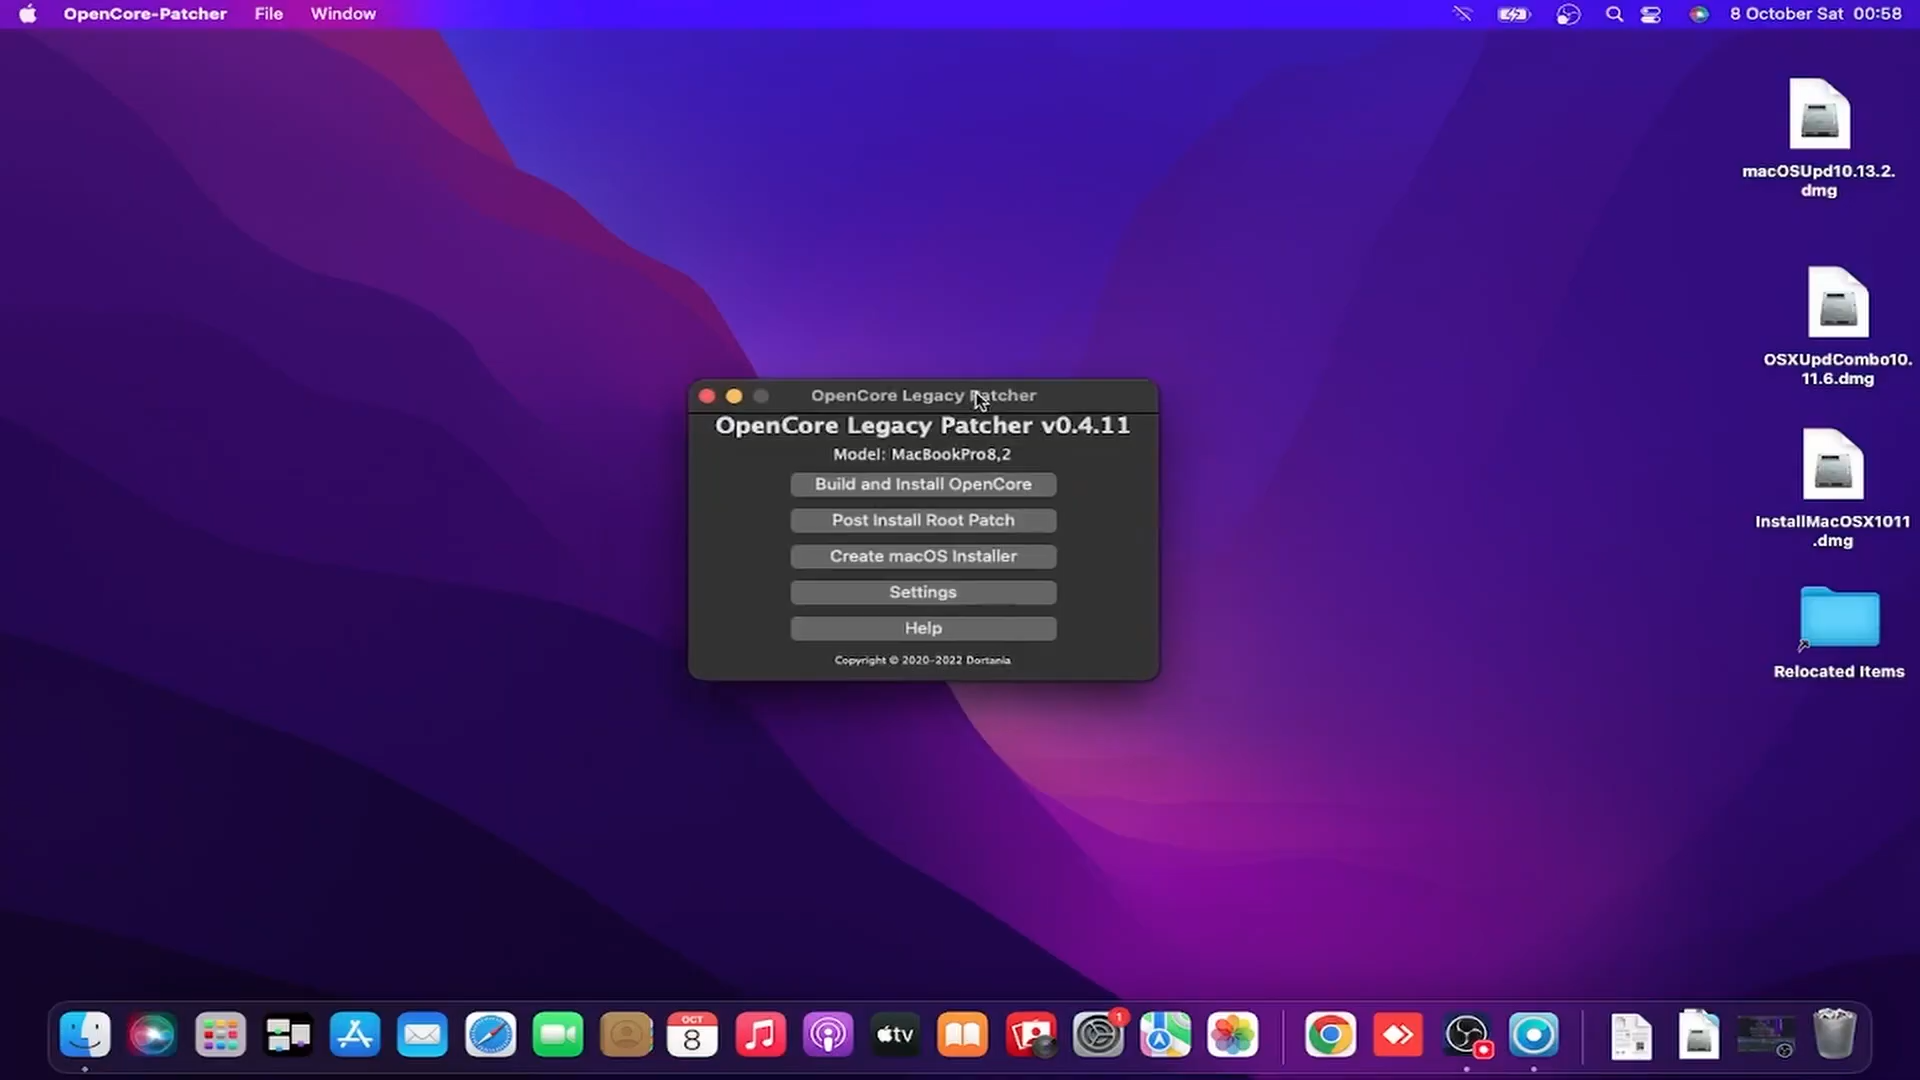 OpenCore-Patcher File Window
8 October Sat 00:58
macOSUpd10.13.2.
dmg
OSXUpdCombo10.
11.6.dmg
InstallMacOSX1011
.dmg
Relocated Items
OpenCore Legacy Patcher
OpenCore Legacy Patcher v0.4.11
Model: MacBookPro8,2
Build and Install OpenCore
Post Install Root Patch
Create macOS Installer
Settings
Help
Copyright © 2020-2022 Dortania
OCT
8
tv
1